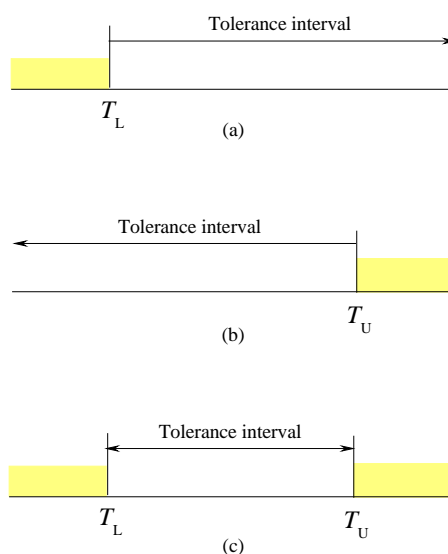 Tolerance interval
T_L
(a)
Tolerance interval
T_U
(b)
Tolerance interval
T_L T_U
(c)